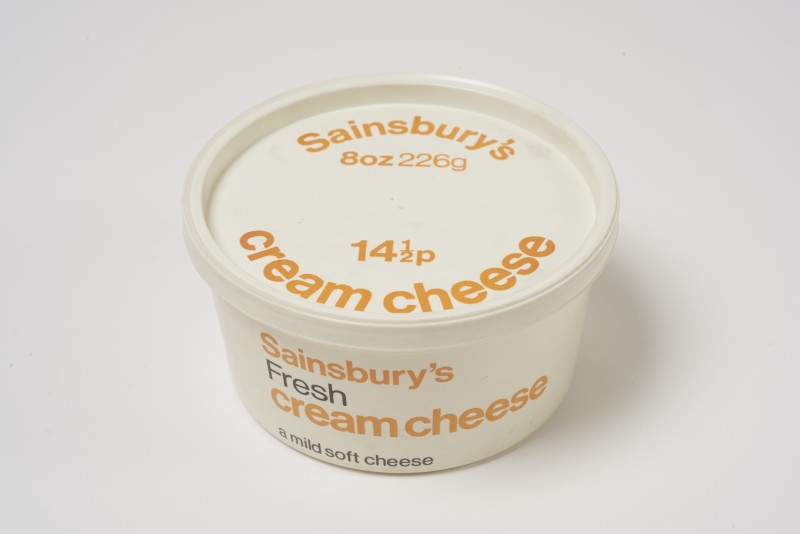 Sainsbury's
8oz 226g
14½p
cream cheese
Sainsbury's
Fresh
cream cheese
a mild soft cheese